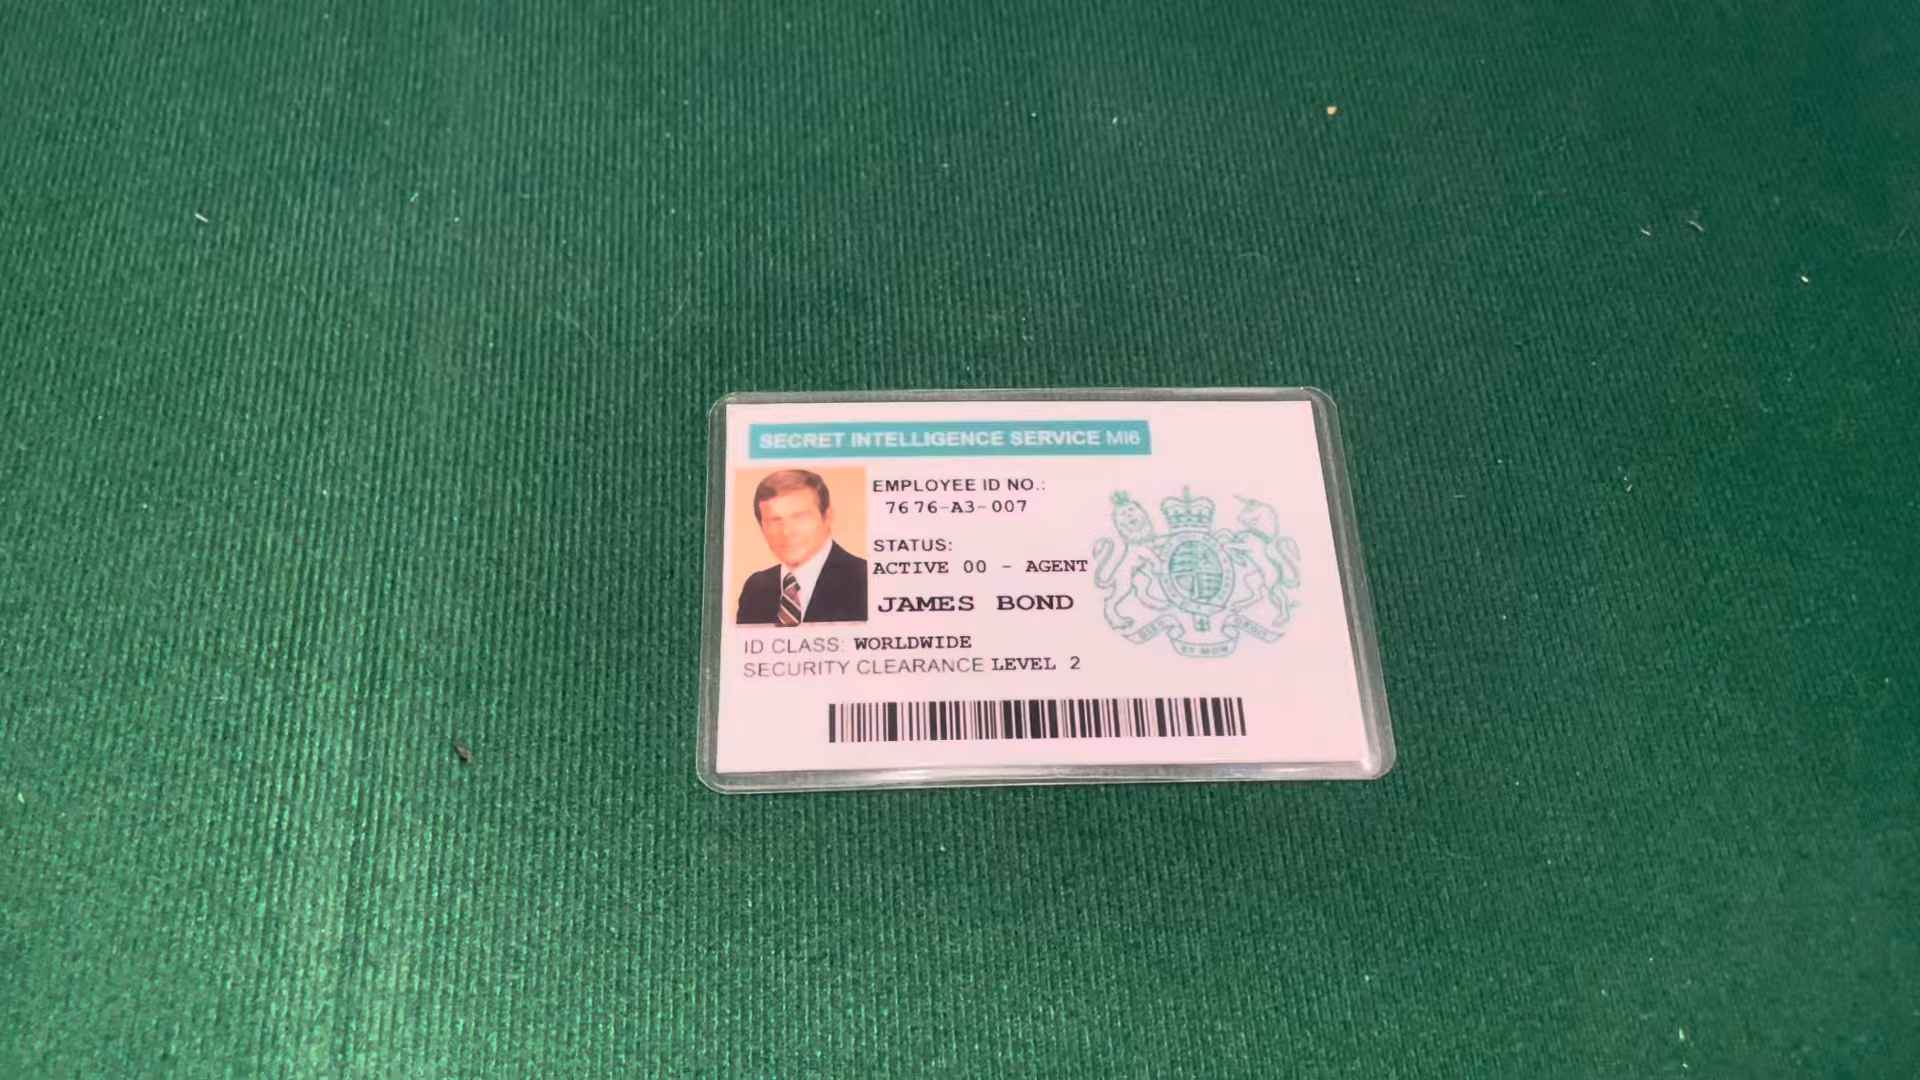 SECRET INTELLIGENCE SERVICE MI6
EMPLOYEE ID NO.:
7676-A3-007
STATUS:
ACTIVE 00 - AGENT
JAMES BOND
ID CLASS: WORLDWIDE
SECURITY CLEARANCE LEVEL 2